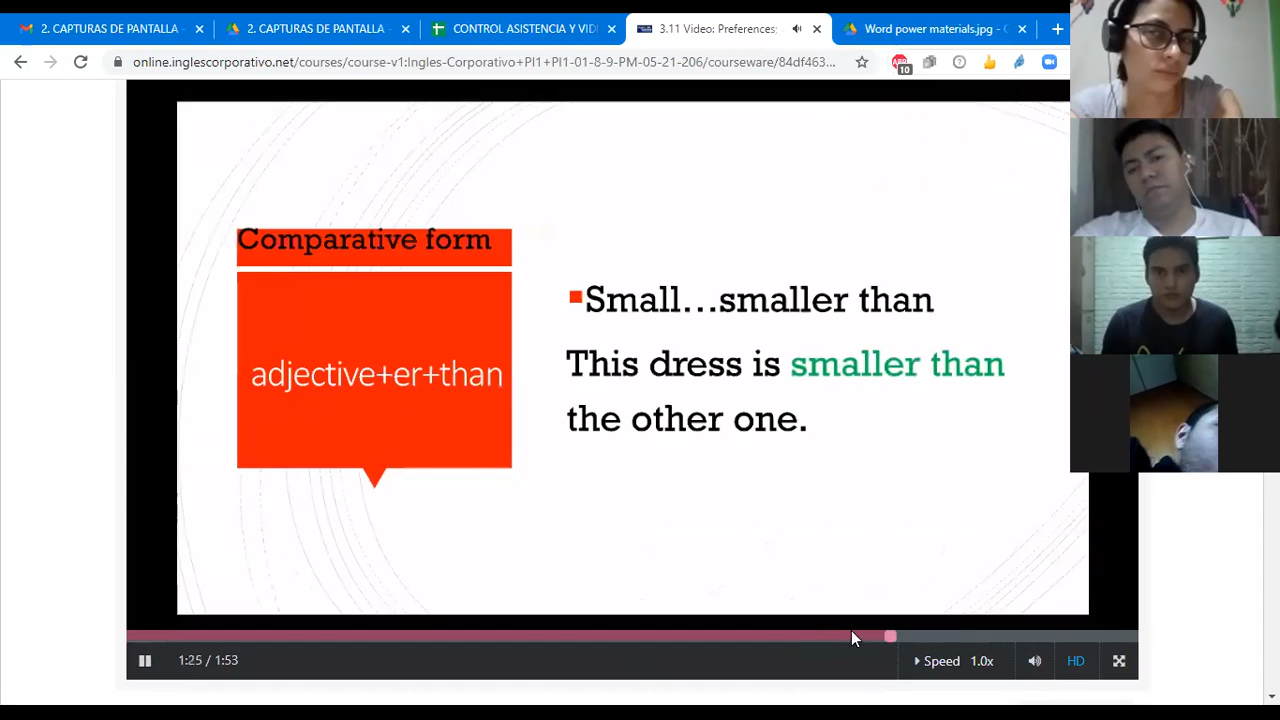 2. CAPTURAS DE PANTALLA -
2. CAPTURAS DE PANTALLA -
CONTROL ASISTENCIA Y VID
3.11 Video: Preferences;
Word power materials.jpg -
online.inglescorporativo.net/courses/course-v1:Ingles-Corporativo+PI1+PI1-01-8-9-PM-05-21-206/courseware/84df463...
10
Comparative form
adjective+er+than
Small...smaller than
This dress is smaller than
the other one.
1:25 / 1:53
Speed 1.0x
HD